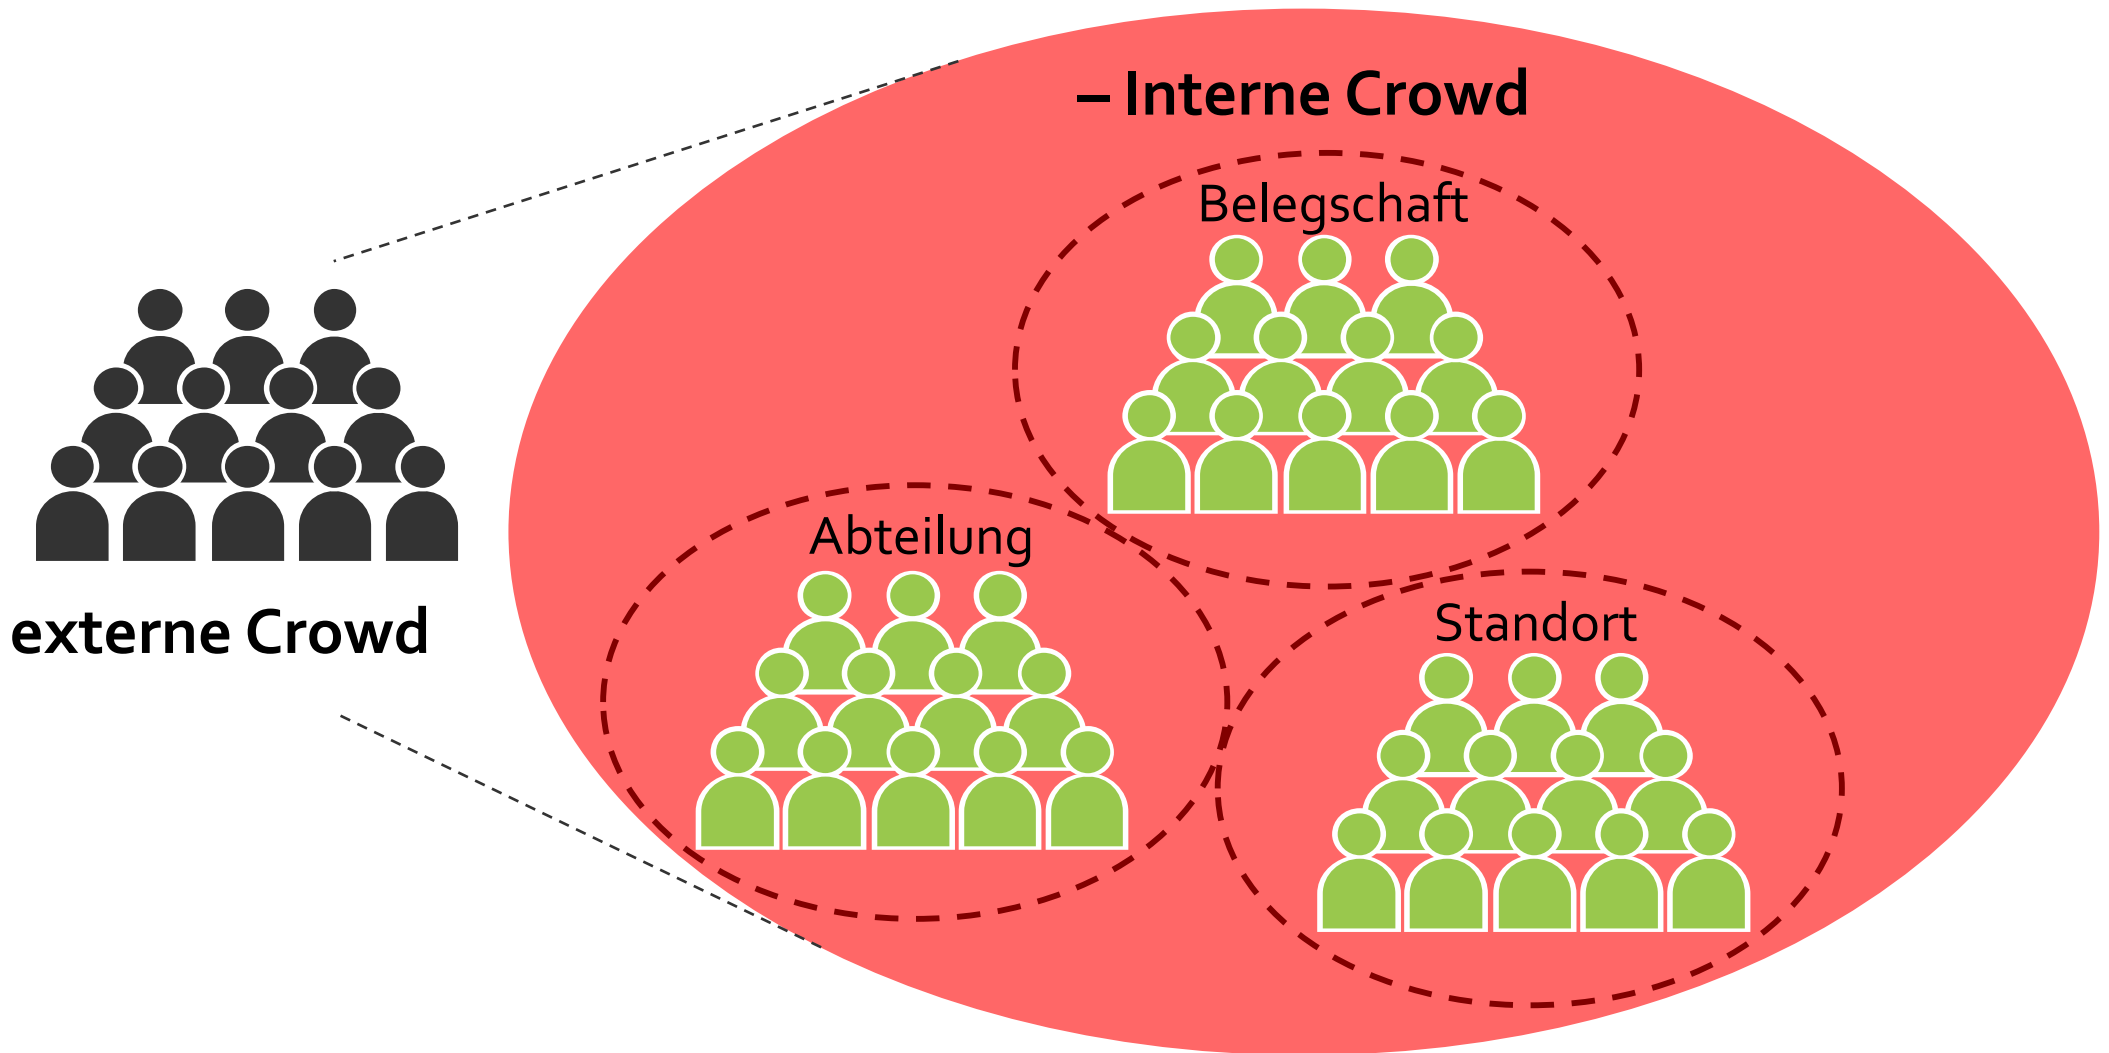 – Interne Crowd
Belegschaft
Abteilung
Standort
externe Crowd